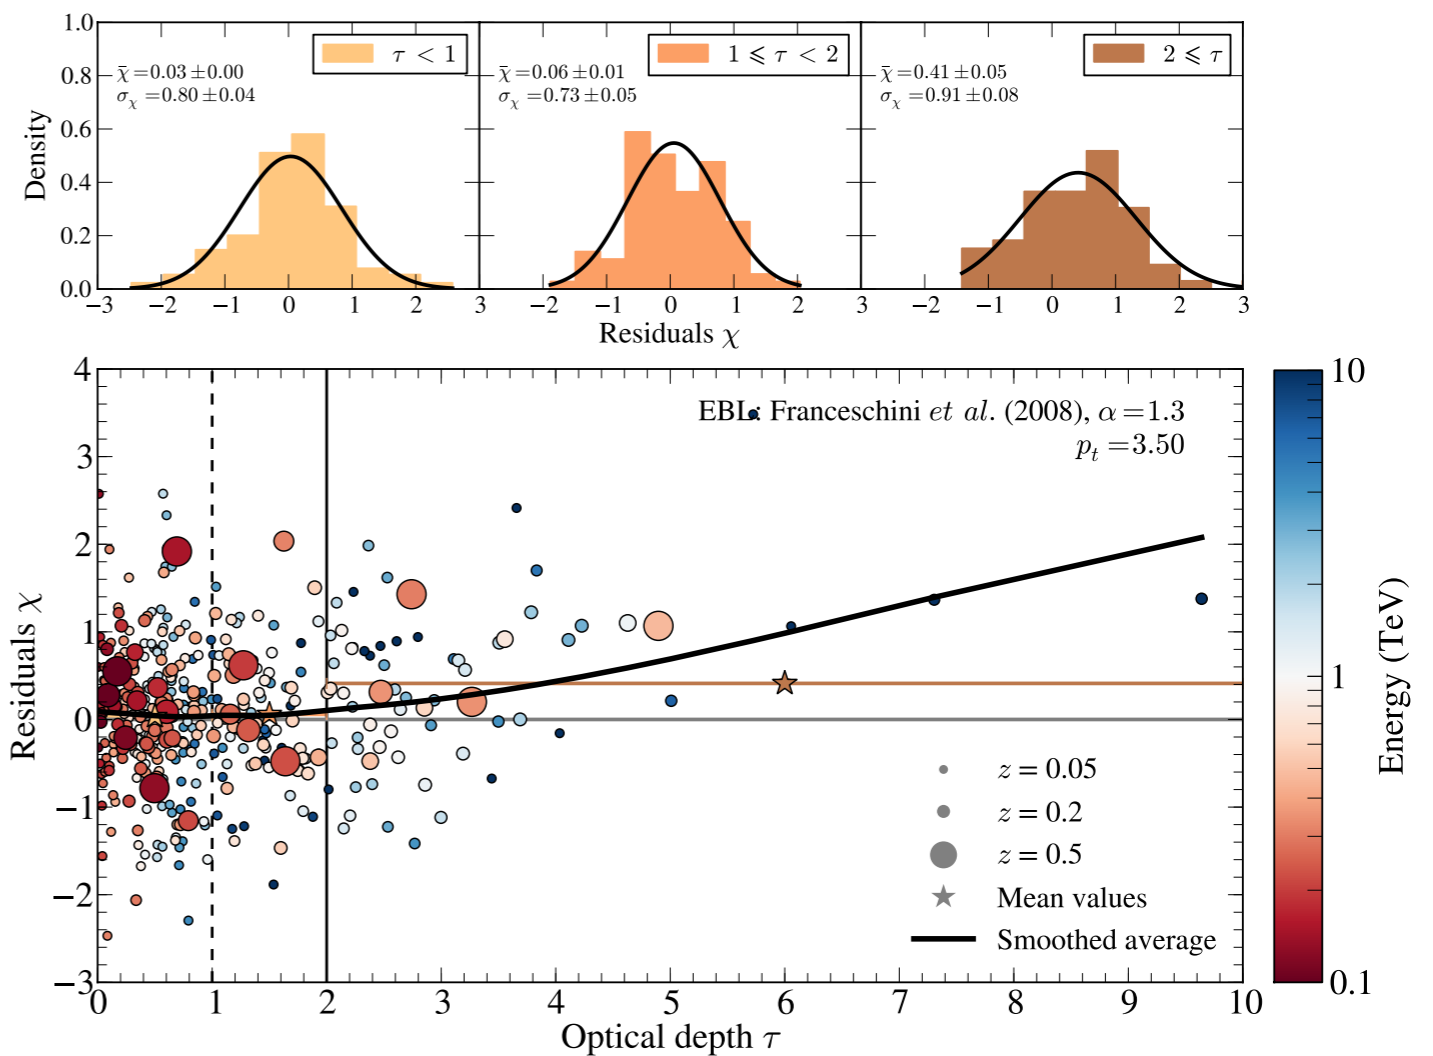 1.0
0.8
0.6
0.4
0.2
0.0
Density
τ < 1
χ̄ =0.03 ±0.00
σχ =0.80 ±0.04
1 ⩽ τ < 2
χ̄ =0.06 ±0.01
σχ =0.73 ±0.05
2 ⩽ τ
χ̄ =0.41 ±0.05
σχ =0.91 ±0.08
−3 −2 −1 0 1 2 3 −2 −1 0 1 2 3 −2 −1 0 1 2 3
Residuals χ
4
3
2
1
0
−1
−2
−3
Residuals χ
EBL: Franceschini et al. (2008), α =1.3
pt =3.50
z = 0.05
z = 0.2
z = 0.5
Mean values
Smoothed average
0 1 2 3 4 5 6 7 8 9 10
Optical depth τ
10
1
0.1
Energy (TeV)